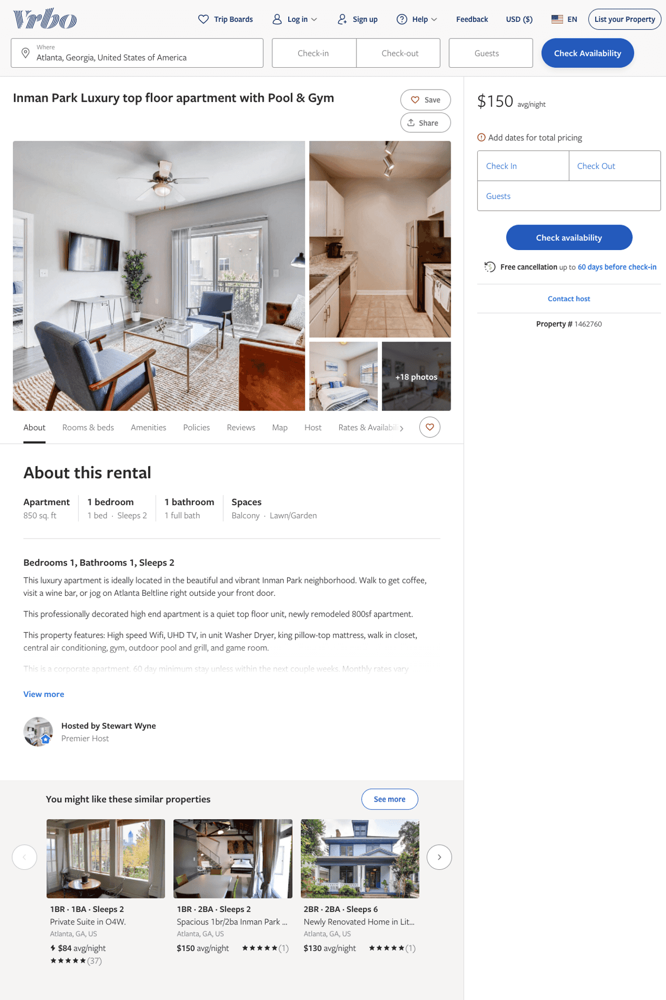 Vrbo
Trip Boards
Log in
Sign up
Help
Feedback
USD ($)
EN
List your Property
Where
Atlanta, Georgia, United States of America
Check-in
Check-out
Guests
Check Availability
Inman Park Luxury top floor apartment with Pool & Gym
Save
Share
+18 photos
$150 avg/night
Add dates for total pricing
Check In
Check Out
Guests
Check availability
Free cancellation up to 60 days before check-in
Contact host
Property # 1462760
About
Rooms & beds
Amenities
Policies
Reviews
Map
Host
Rates & Availabili
About this rental
Apartment
850 sq. ft
1 bedroom
1 bed · Sleeps 2
1 bathroom
1 full bath
Spaces
Balcony · Lawn/Garden
Bedrooms 1, Bathrooms 1, Sleeps 2
This luxury apartment is ideally located in the beautiful and vibrant Inman Park neighborhood. Walk to get coffee,
visit a wine bar, or jog on Atlanta Beltline right outside your front door.
This professionally decorated high end apartment is a quiet top floor unit, newly remodeled 800sf apartment.
This property features: High speed Wifi, UHD TV, in unit Washer Dryer, king pillow-top mattress, walk in closet,
central air conditioning, gym, outdoor pool and grill, and game room.
This is a corporate apartment. 60 day minimum stay unless within the next couple weeks. Monthly rates vary
View more
Hosted by Stewart Wyne
Premier Host
You might like these similar properties
See more
1BR · 1BA · Sleeps 2
Private Suite in O4W.
Atlanta, GA, US
$84 avg/night
★★★★★(37)
1BR · 2BA · Sleeps 2
Spacious 1br/2ba Inman Park ...
Atlanta, GA, US
$150 avg/night ★★★★★(1)
2BR · 2BA · Sleeps 6
Newly Renovated Home in Lit...
Atlanta, GA, US
$130 avg/night ★★★★★(1)